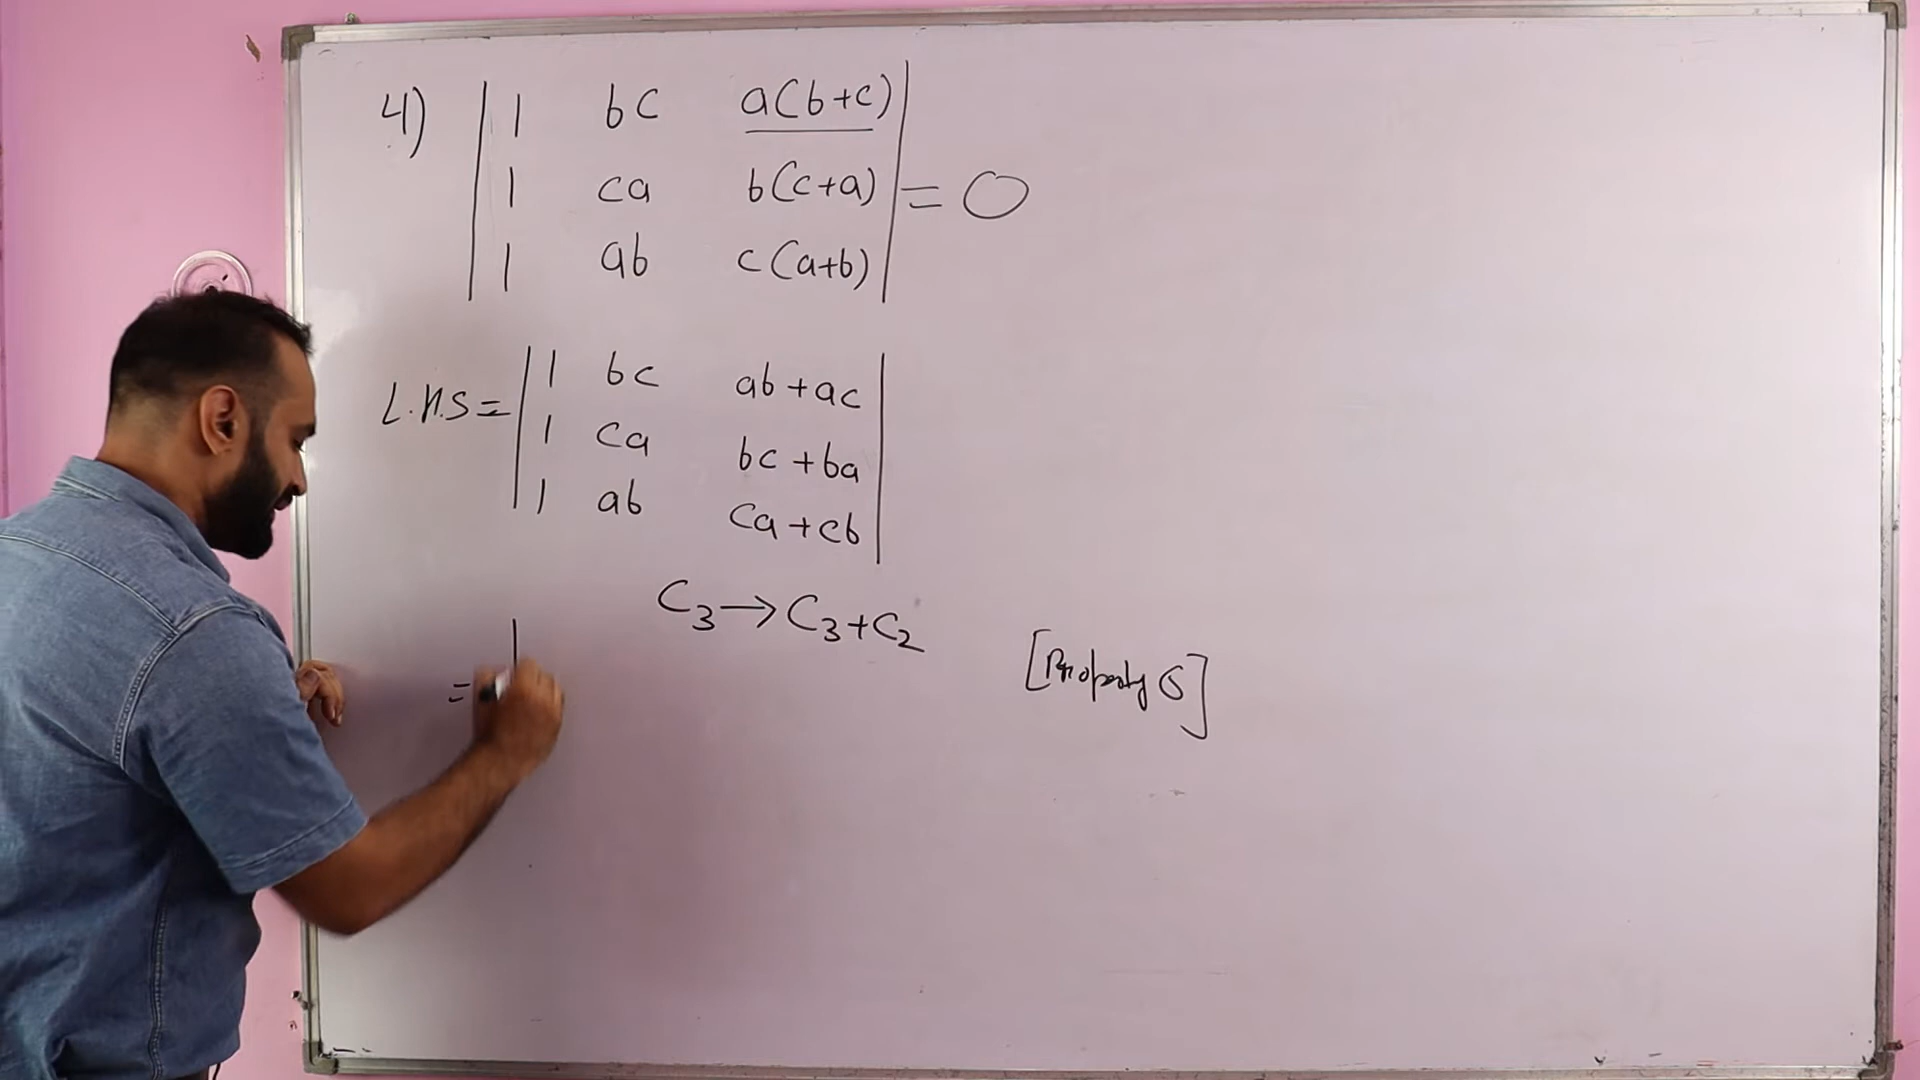 4) | 1 bc a(b+c) |
| 1 ca b(c+a) | = 0
| 1 ab c(a+b) |
L.H.S = | 1 bc ab+ac |
| 1 ca bc+ba |
| 1 ab ca+cb |
C₃→C₃+C₂
[Property 5]
= |